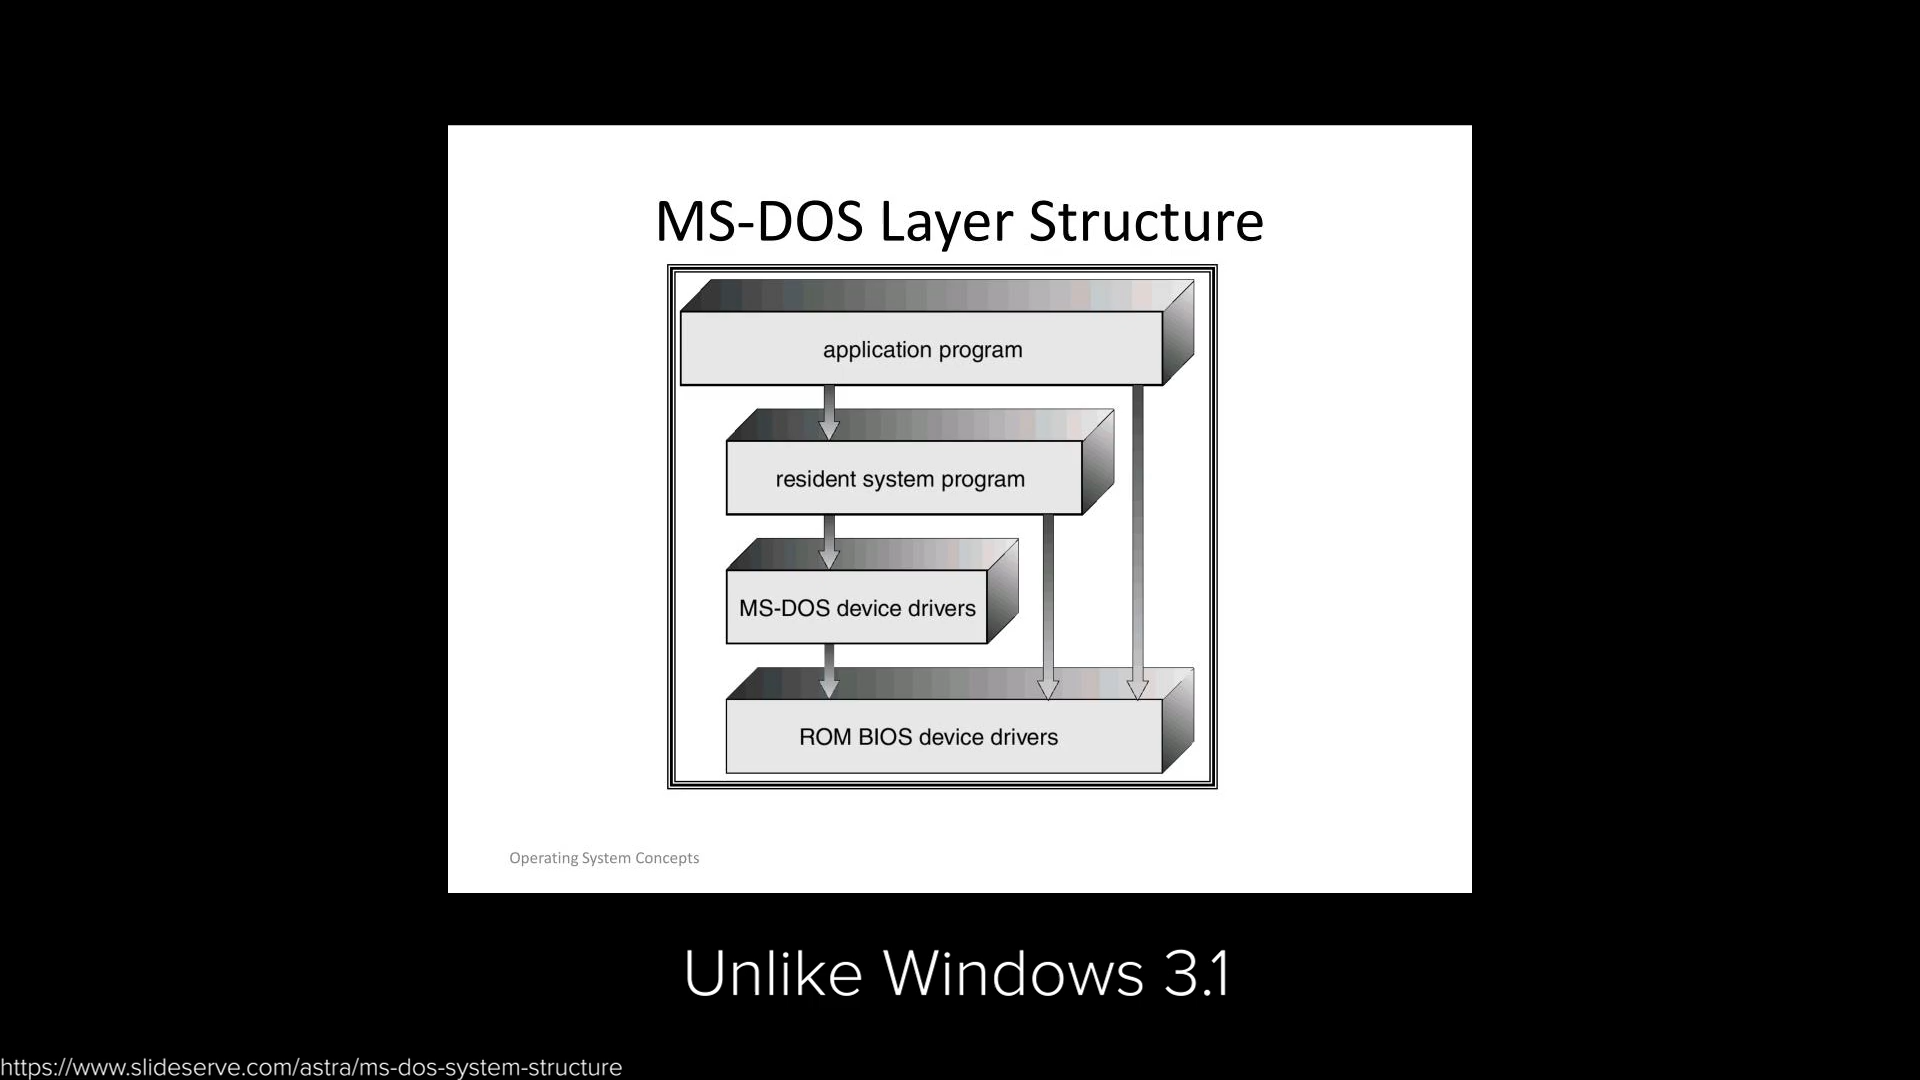 MS-DOS Layer Structure
application program
resident system program
MS-DOS device drivers
ROM BIOS device drivers
Operating System Concepts
Unlike Windows 3.1
https://www.slideserve.com/astra/ms-dos-system-structure